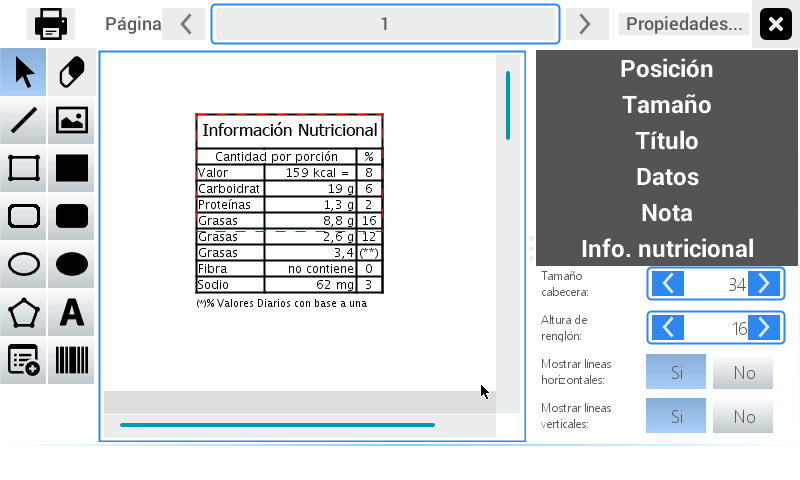 Página
1
Propiedades...
Información Nutricional
Cantidad por porción %
Valor 159 kcal = 8
Carboidrat 19 g 6
Proteínas 1,3 g 2
Grasas 8,8 g 16
Grasas 2,6 g 12
Grasas 3,4 (**)
Fibra no contiene 0
Sodio 62 mg 3
(*)% Valores Diarios con base a una
Posición
Tamaño
Título
Datos
Nota
Info. nutricional
Tamaño
cabecera: 34
Altura de
renglón: 16
Mostrar líneas
horizontales: Si No
Mostrar líneas
verticales: Si No
A